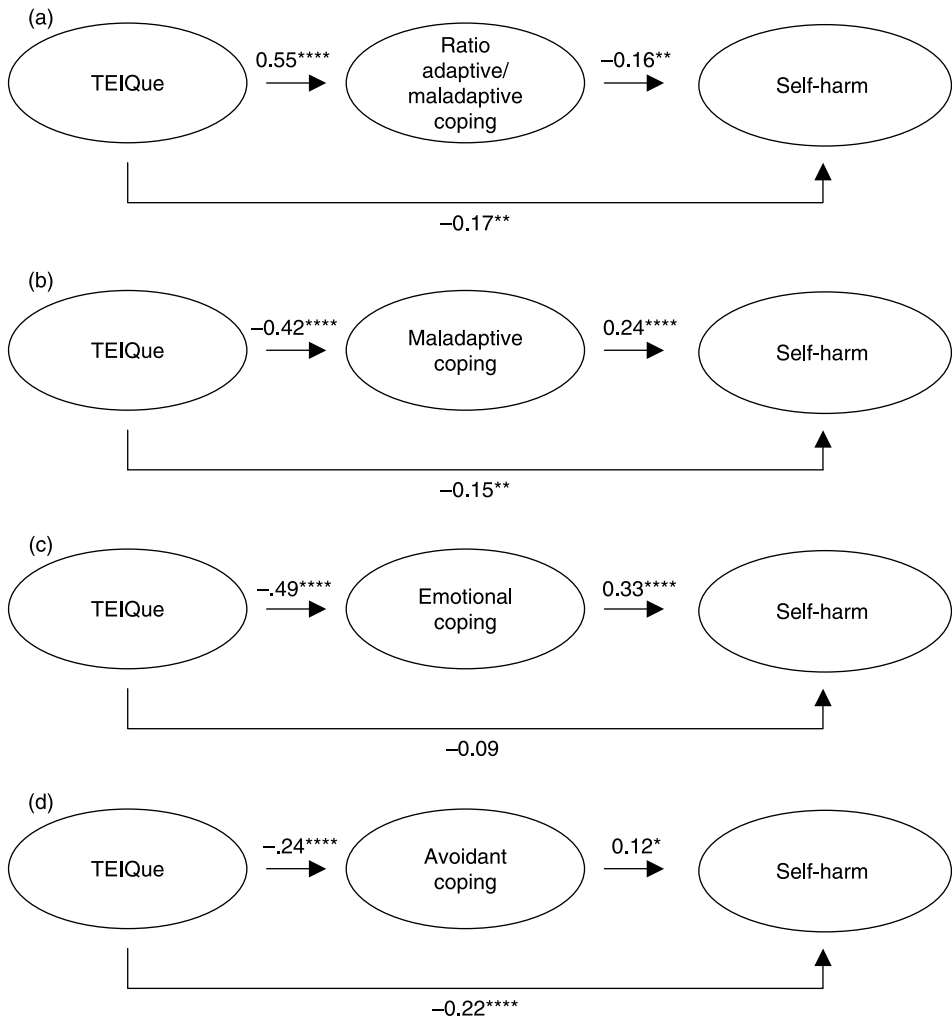 (a)
TEIQue
0.55****
Ratio
adaptive/
maladaptive
coping
–0.16**
Self-harm
–0.17**
(b)
TEIQue
–0.42****
Maladaptive
coping
0.24****
Self-harm
–0.15**
(c)
TEIQue
–.49****
Emotional
coping
0.33****
Self-harm
–0.09
(d)
TEIQue
–.24****
Avoidant
coping
0.12*
Self-harm
–0.22****